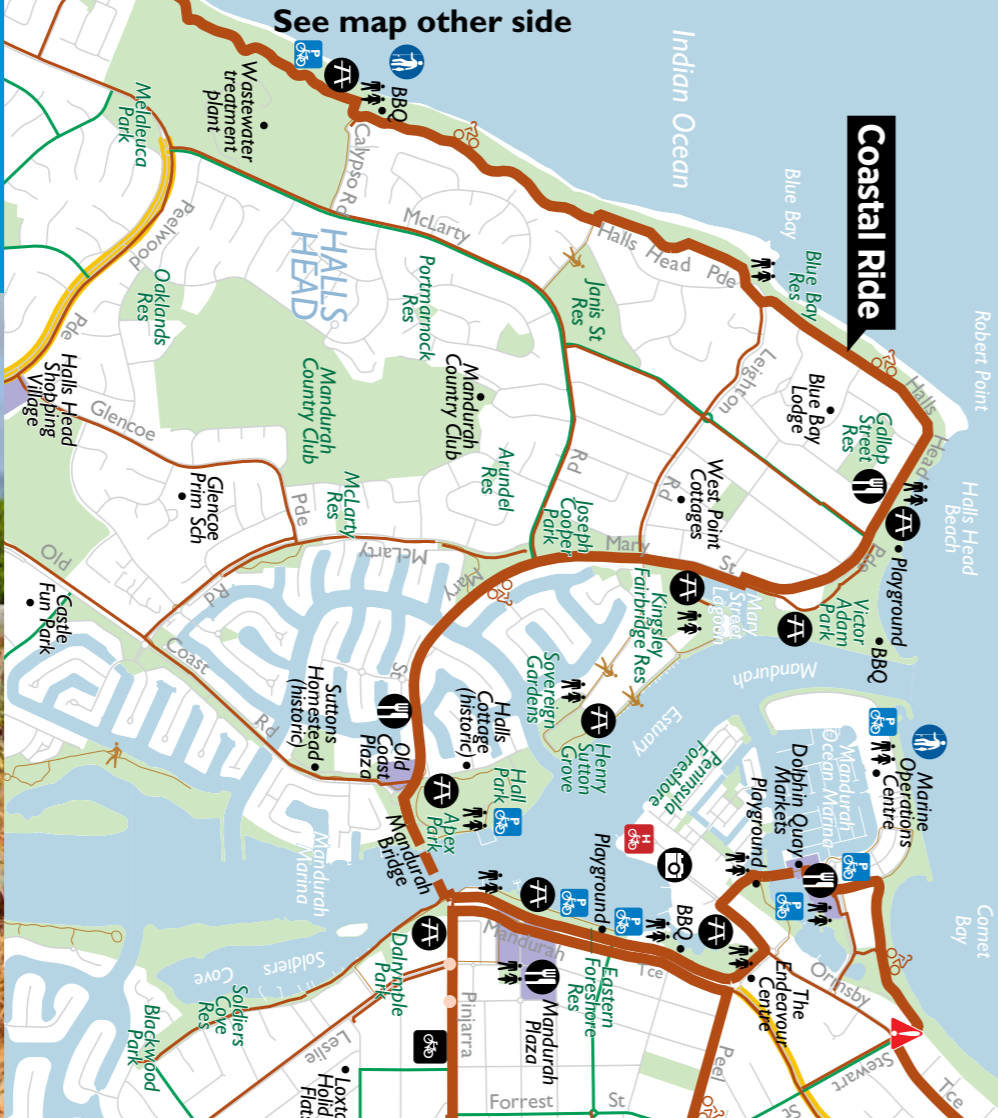 See map other side
Coastal Ride
Indian Ocean
Blue Bay
Robert Point
Halls Head
Beach
Comet
Bay
P
BBQ
Wastewater
treatment
plant
Melaleuca
Park
Calypso Rd
McLarty
Halls Head Pde
Blue Bay
Res
Peelwood
Pde
HALLS
HEAD
Oaklands
Res
Portmarnock
Res
Janis St
Res
Leighton
Rd
Blue Bay
Lodge
Gallop
Street
Res
Halls
Head
Pde
Playground
BBQ
Victor
Adam
Park
Mandurah
Country Club
Mandurah
Country Club
Arundel
Res
Rd
Joseph
Cooper
Park
West Point
Cottages
Mary
St
Mary
Street
Lagoon
Halls Head
Shopping
Village
Glencoe
Pde
Glencoe
Prim Sch
McLarty
Res
McLarty
Rd
Mary
St
Kingsley
Fairbridge Res
Sovereign
Gardens
Henry
Sutton
Grove
Mandurah
Estuary
Old
Coast
Rd
Castle
Fun Park
Suttons
Homestead
(historic)
Old
Coast
Plaza
Halls
Cottage
(historic)
Hall
Park
P
Apex
Park
Mandurah
Bridge
Mandurah
Marina
Peninsula
Foreshore
H
Mandurah
Ocean Marina
Dolphin Quay
Markets
Playground
P
Marine
Operations
Centre
P
P
Playground
P
P
BBQ
The
Endeavour
Centre
Ormsby
Tce
Stewart
St
Peel
Eastern
Foreshore
Res
Mandurah
Tce
Mandurah
Plaza
Pinjarra
Forrest
St
Dalrymple
Park
Soldiers
Cove
Soldiers
Cove
Res
Blackwood
Park
Leslie